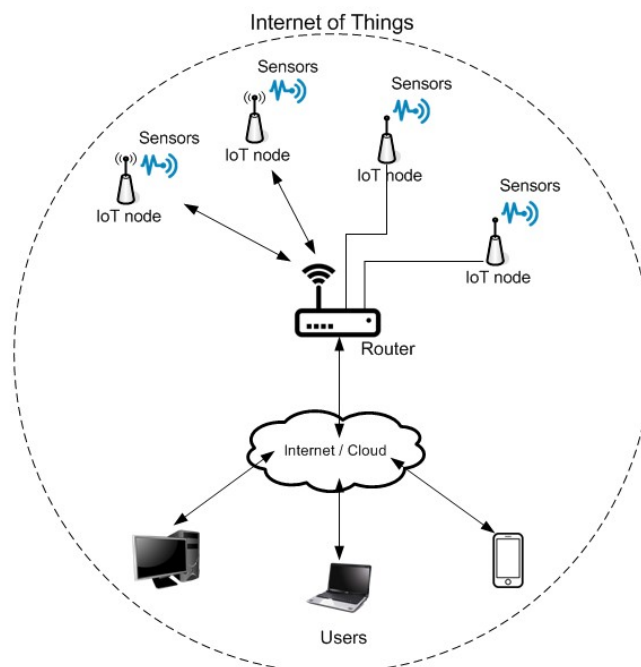 Internet of Things
Sensors
IoT node
Sensors
IoT node
Sensors
IoT node
Sensors
IoT node
Router
Internet / Cloud
Users